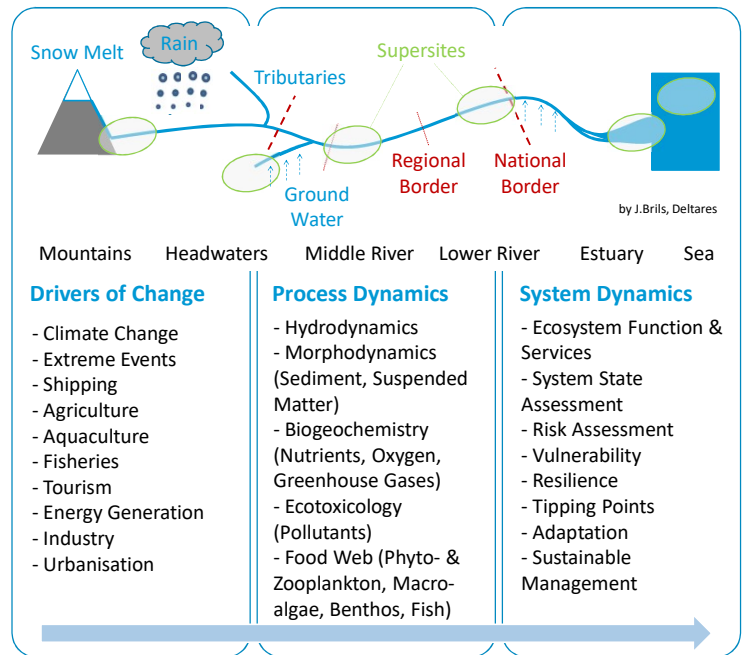 Rain
Snow Melt
Supersites
Tributaries
Regional
Border
National
Border
Ground
Water
by J.Brils, Deltares
Mountains Headwaters Middle River Lower River Estuary Sea
Drivers of Change
- Climate Change
- Extreme Events
- Shipping
- Agriculture
- Aquaculture
- Fisheries
- Tourism
- Energy Generation
- Industry
- Urbanisation
Process Dynamics
- Hydrodynamics
- Morphodynamics
(Sediment, Suspended
Matter)
- Biogeochemistry
(Nutrients, Oxygen,
Greenhouse Gases)
- Ecotoxicology
(Pollutants)
- Food Web (Phyto- &
Zooplankton, Macro-
algae, Benthos, Fish)
System Dynamics
- Ecosystem Function &
Services
- System State
Assessment
- Risk Assessment
- Vulnerability
- Resilience
- Tipping Points
- Adaptation
- Sustainable
Management